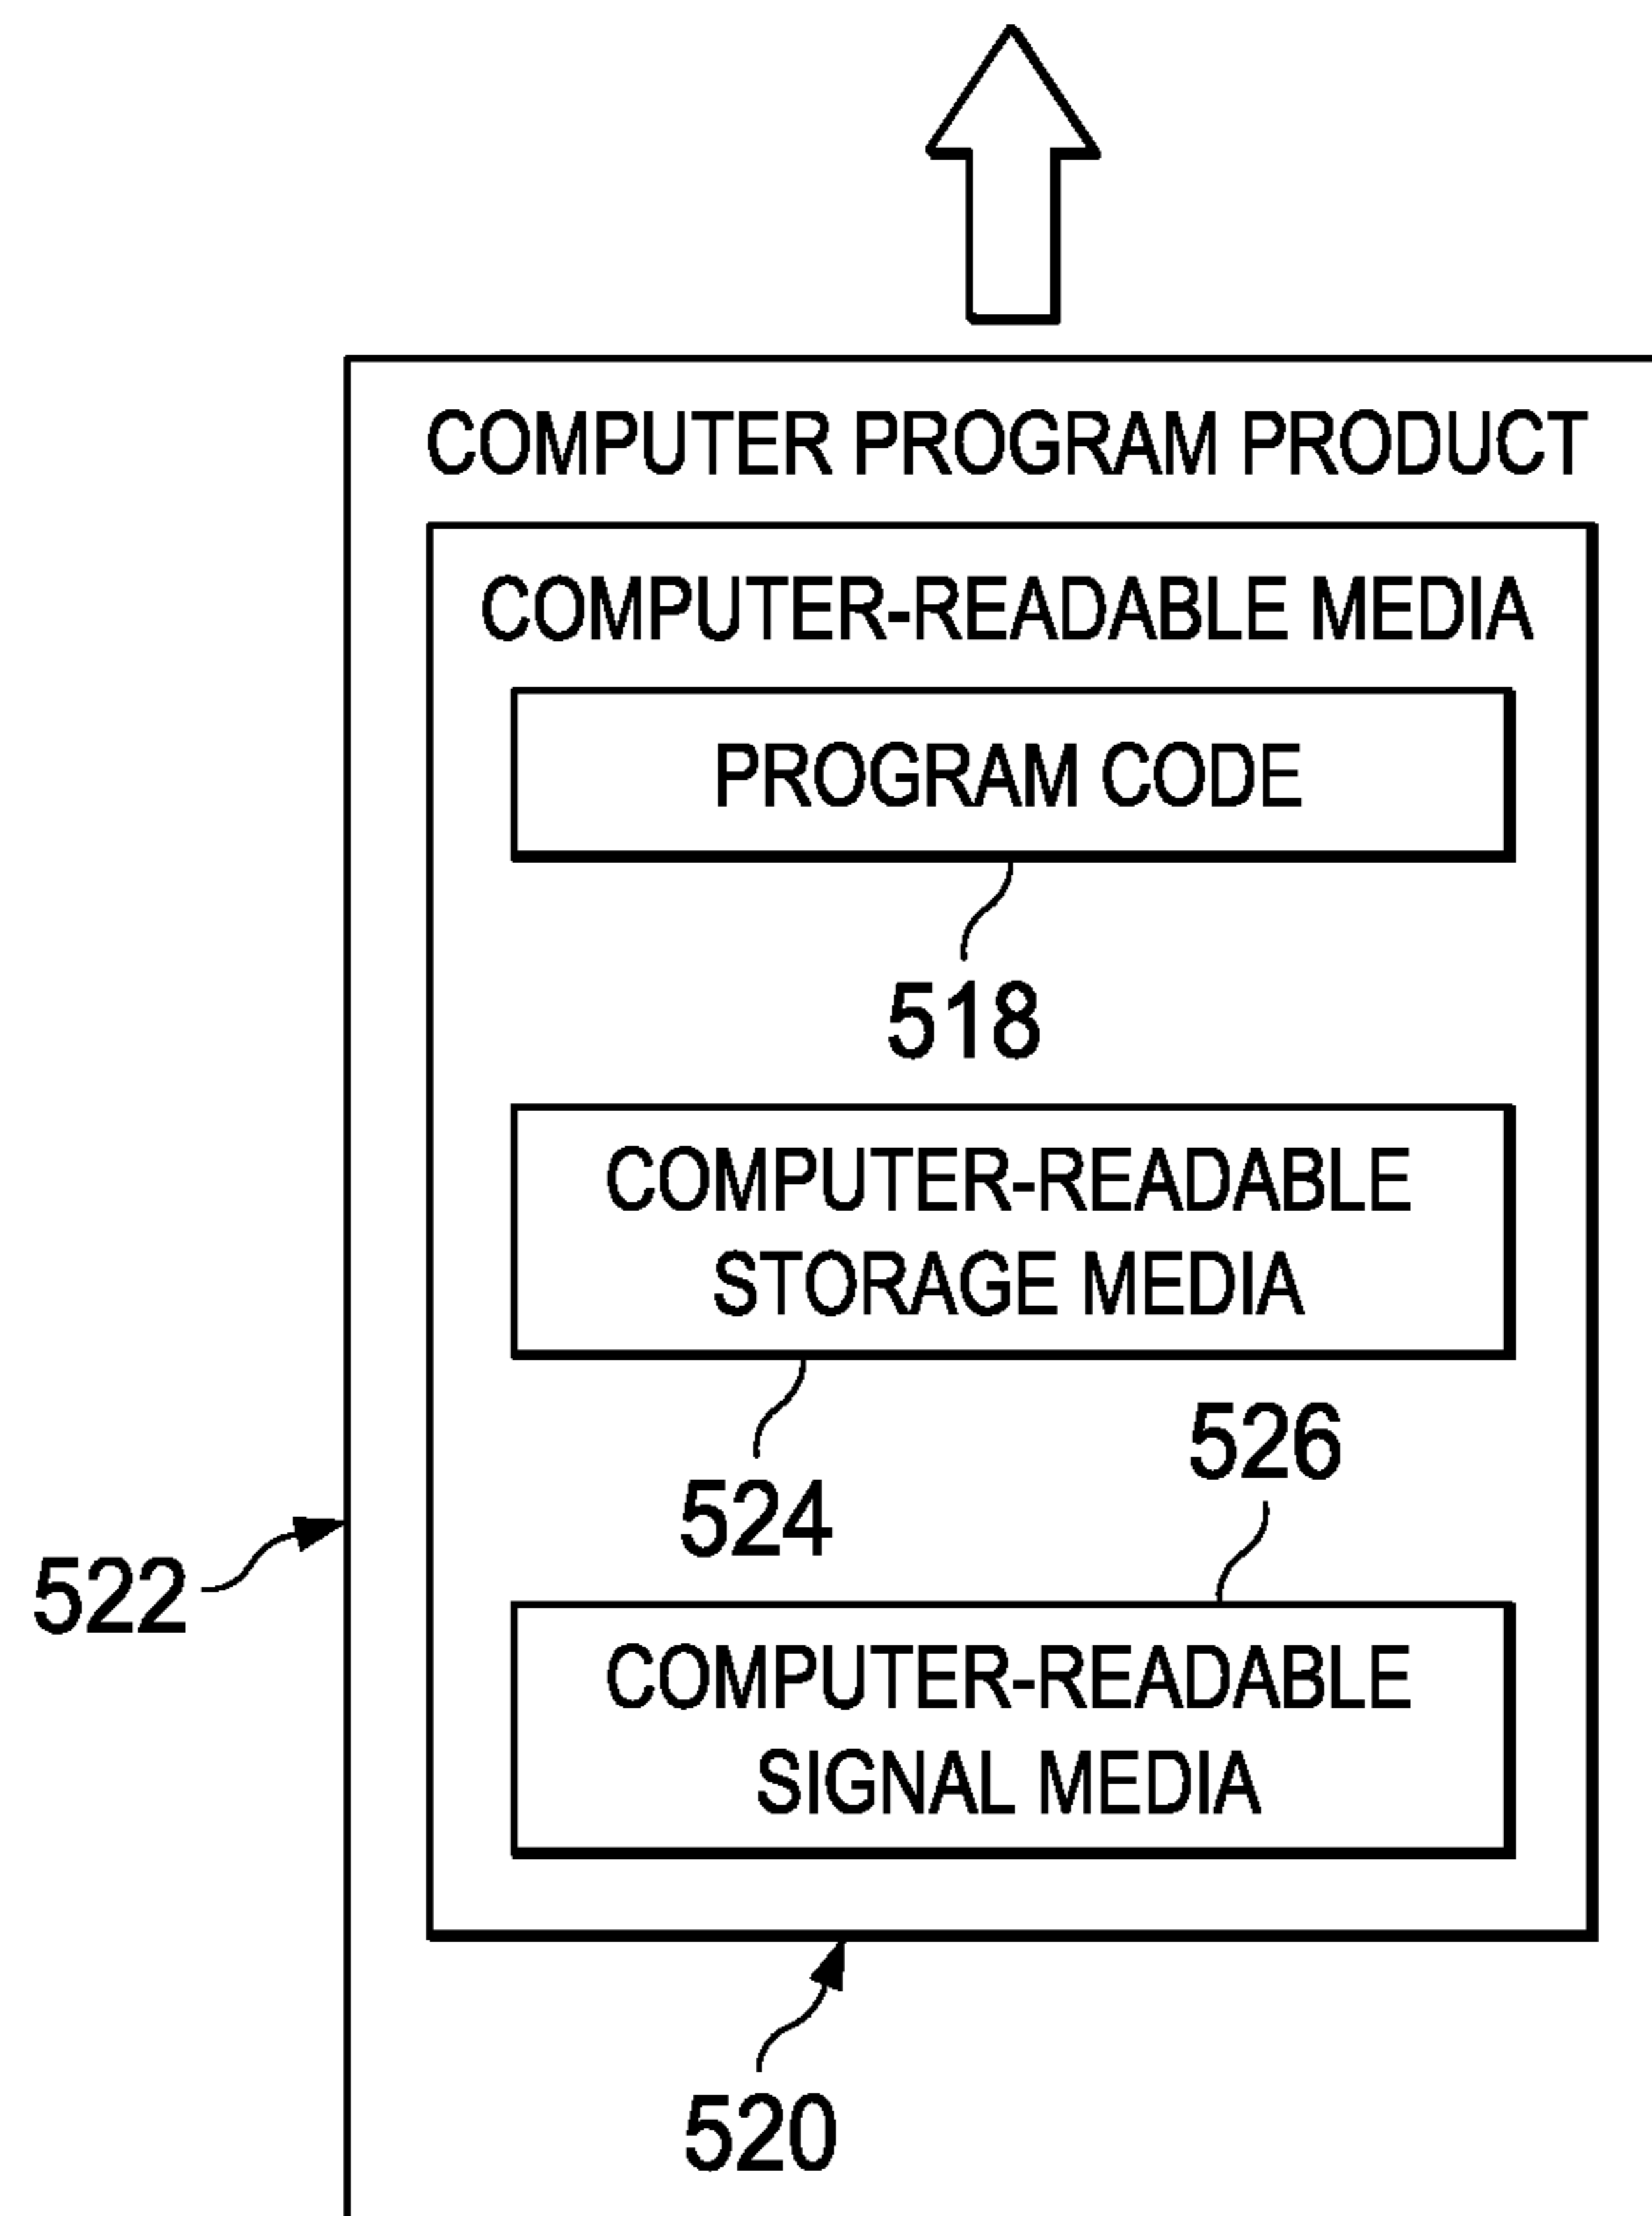 COMPUTER PROGRAM PRODUCT
COMPUTER-READABLE MEDIA
PROGRAM CODE
518
COMPUTER-READABLE
STORAGE MEDIA
524
526
522
COMPUTER-READABLE
SIGNAL MEDIA
520